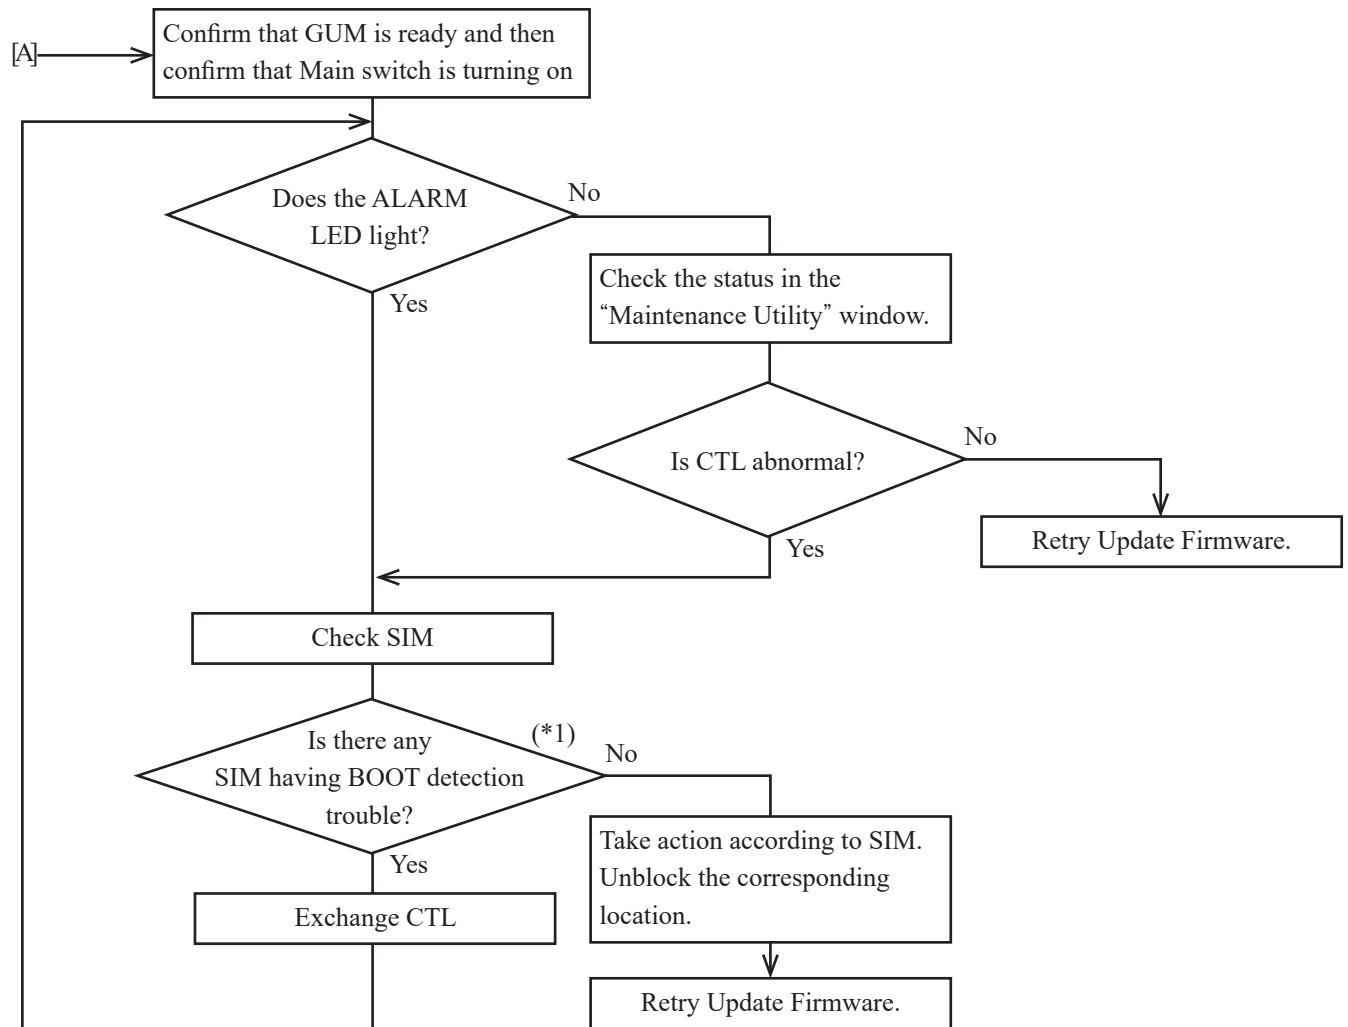 [A]
Confirm that GUM is ready and then
confirm that Main switch is turning on
Does the ALARM
LED light?
No
Yes
Check the status in the
“Maintenance Utility” window.
Is CTL abnormal?
No
Yes
Retry Update Firmware.
Check SIM
Is there any
SIM having BOOT detection
trouble?
(*1)
No
Yes
Take action according to SIM.
Unblock the corresponding
location.
Exchange CTL
Retry Update Firmware.